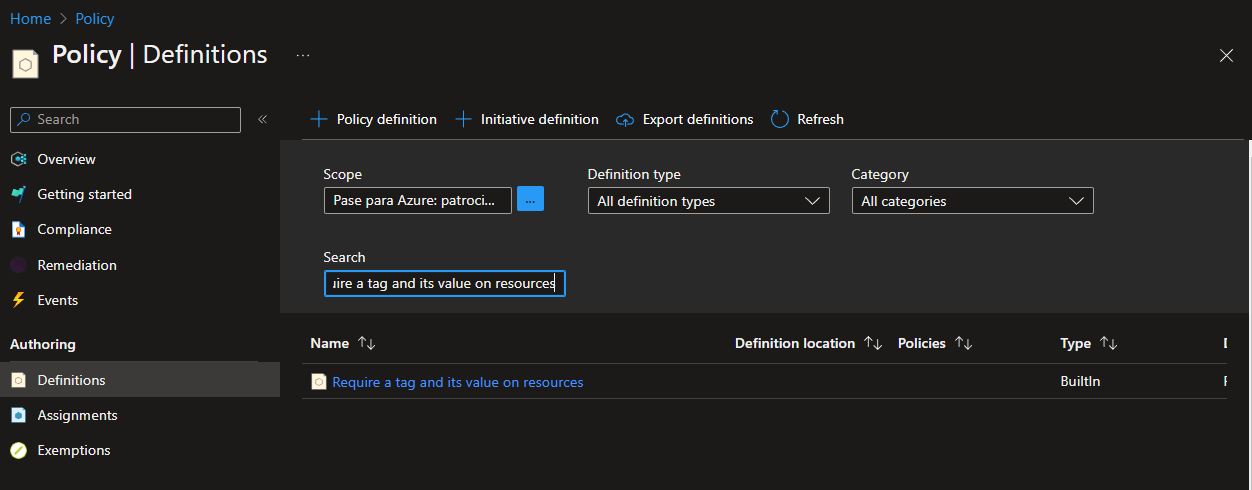 Home > Policy
Policy | Definitions ...
Search «
Overview
Getting started
Compliance
Remediation
Events
Authoring
Definitions
Assignments
Exemptions
+ Policy definition + Initiative definition Export definitions Refresh
Scope Definition type Category
Pase para Azure: patroci... ... All definition types All categories
Search
ire a tag and its value on resources
Name ↑↓ Definition location ↑↓ Policies ↑↓ Type ↑↓
Require a tag and its value on resources BuiltIn